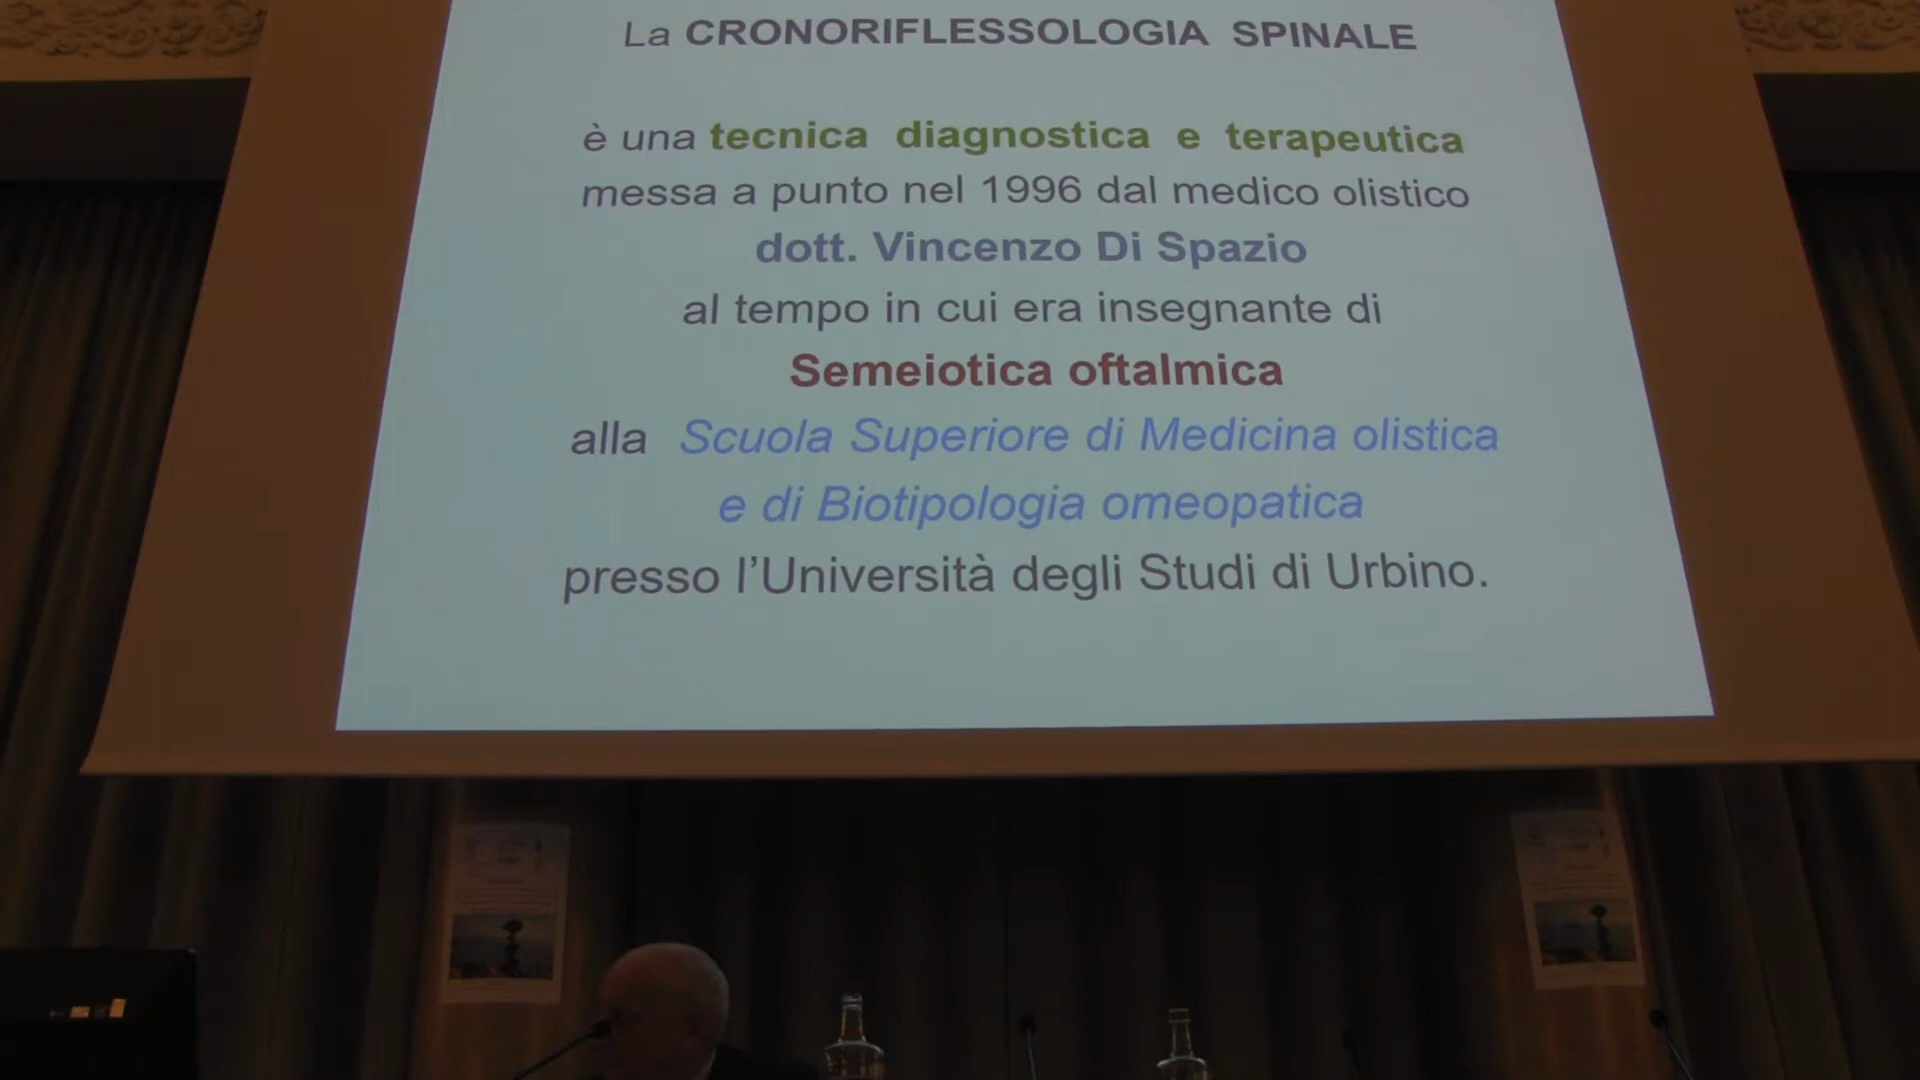 La CRONORIFLESSOLOGIA SPINALE
è una tecnica diagnostica e terapeutica
messa a punto nel 1996 dal medico olistico
dott. Vincenzo Di Spazio
al tempo in cui era insegnante di
Semeiotica oftalmica
alla Scuola Superiore di Medicina olistica
e di Biotipologia omeopatica
presso l’Università degli Studi di Urbino.